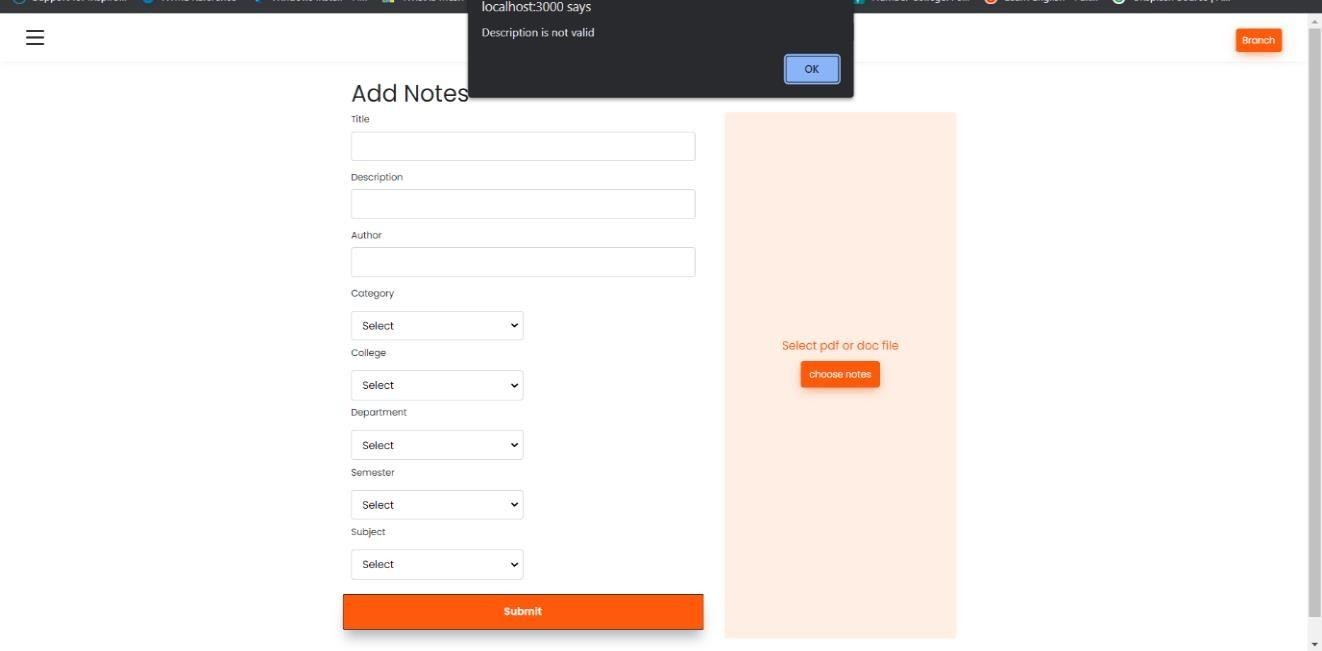 localhost:3000 says
Description is not valid
OK
Branch
Add Notes
Title
Description
Author
Category
Select
College
Select
Department
Select
Semester
Select
Subject
Select
Submit
Select pdf or doc file
choose notes